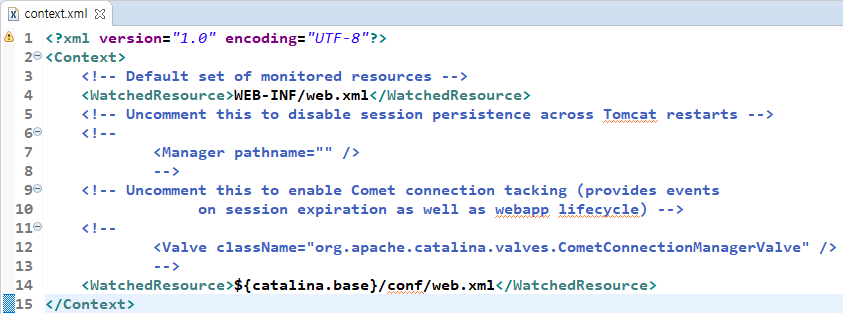 context.xml
1 <?xml version="1.0" encoding="UTF-8"?>
2 <Context>
3 <!-- Default set of monitored resources -->
4 <WatchedResource>WEB-INF/web.xml</WatchedResource>
5 <!-- Uncomment this to disable session persistence across Tomcat restarts -->
6 <!--
7 <Manager pathname="" />
8 -->
9 <!-- Uncomment this to enable Comet connection tacking (provides events
10 on session expiration as well as webapp lifecycle) -->
11 <!--
12 <Valve className="org.apache.catalina.valves.CometConnectionManagerValve" />
13 -->
14 <WatchedResource>${catalina.base}/conf/web.xml</WatchedResource>
15 </Context>